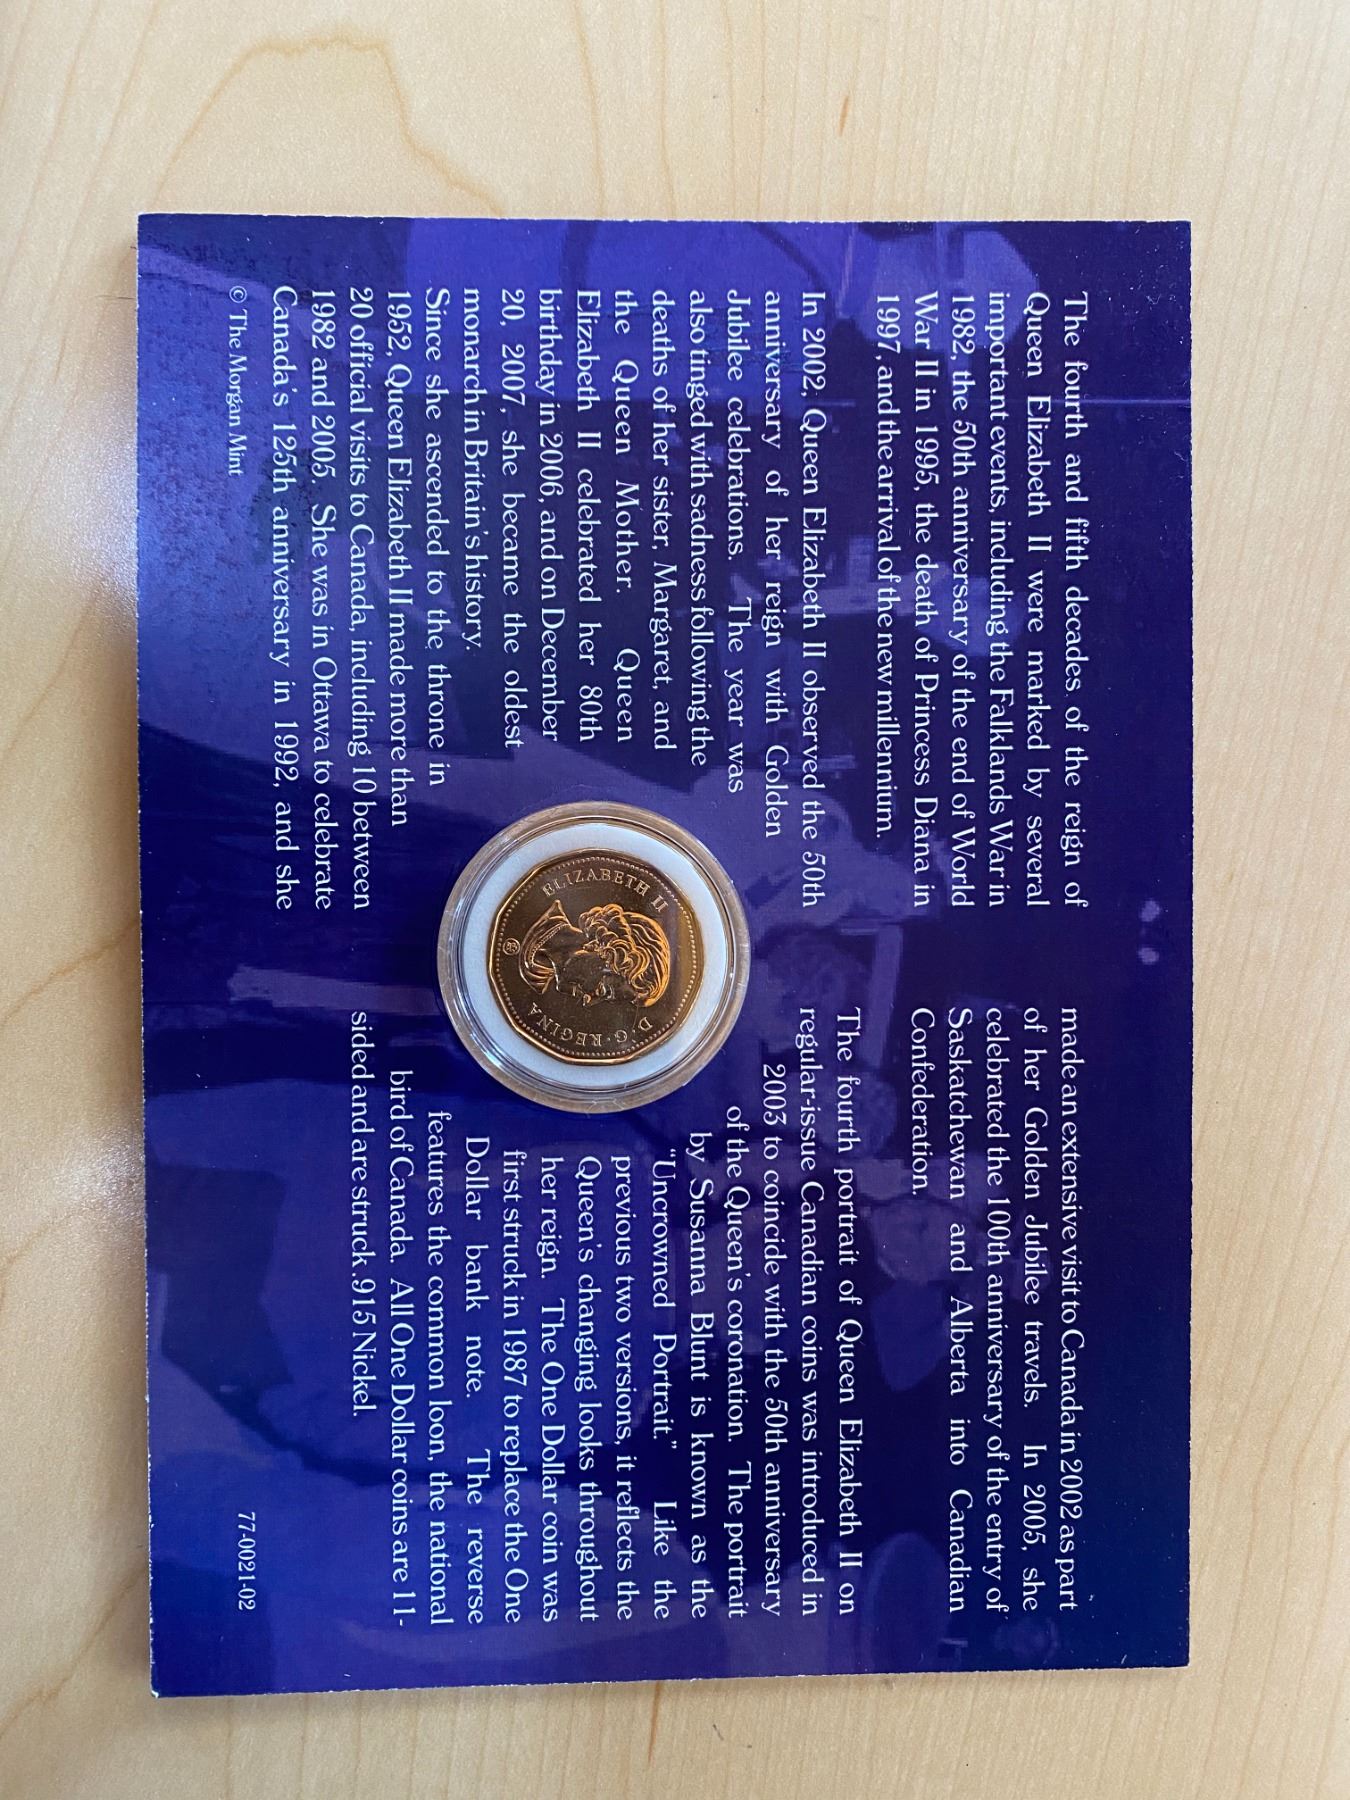 The fourth and fifth decades of the reign of
Queen Elizabeth II were marked by several
important events, including the Falklands War in
1982, the 50th anniversary of the end of World
War II in 1995, the death of Princess Diana in
1997, and the arrival of the new millennium.
In 2002, Queen Elizabeth II observed the 50th
anniversary of her reign with Golden
Jubilee celebrations. The year was
also tinged with sadness following the
deaths of her sister, Margaret, and
the Queen Mother. Queen
Elizabeth II celebrated her 80th
birthday in 2006, and on December
20, 2007, she became the oldest
monarch in Britain's history.
Since she ascended to the throne in
1952, Queen Elizabeth II made more than
20 official visits to Canada, including 10 between
1982 and 2005. She was in Ottawa to celebrate
Canada's 125th anniversary in 1992, and she
© The Morgan Mint
ELIZABETH II
D·G·REGINA
made an extensive visit to Canada in 2002 as part
of her Golden Jubilee travels. In 2005, she
celebrated the 100th anniversary of the entry of
Saskatchewan and Alberta into Canadian
Confederation.
The fourth portrait of Queen Elizabeth II on
regular-issue Canadian coins was introduced in
2003 to coincide with the 50th anniversary
of the Queen's coronation. The portrait
by Susanna Blunt is known as the
"Uncrowned Portrait." Like the
previous two versions, it reflects the
Queen's changing looks throughout
her reign. The One Dollar coin was
first struck in 1987 to replace the One
Dollar bank note. The reverse
features the common loon, the national
bird of Canada. All One Dollar coins are 11-
sided and are struck .915 Nickel.
77-0021-02